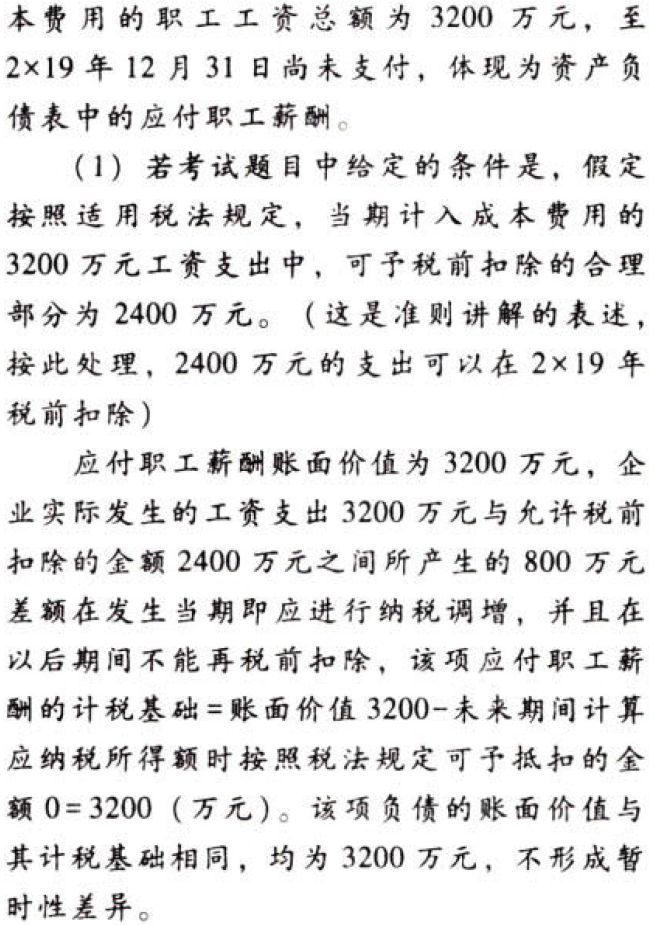 本费用的职工工资总额为 3200 万元，至
2×19 年 12 月 31 日尚未支付，体现为资产负
债表中的应付职工薪酬。
（1）若考试题目中给定的条件是，假定
按照适用税法规定，当期计入成本费用的
3200 万元工资支出中，可予税前扣除的合理
部分为 2400 万元。（这是准则讲解的表述，
按此处理，2400 万元的支出可以在 2×19 年
税前扣除）
应付职工薪酬账面价值为 3200 万元，企
业实际发生的工资支出 3200 万元与允许税前
扣除的金额 2400 万元之间所产生的 800 万元
差额在发生当期即应进行纳税调增，并且在
以后期间不能再税前扣除，该项应付职工薪
酬的计税基础=账面价值 3200-未来期间计算
应纳税所得额时按照税法规定可予抵扣的金
额 0=3200（万元）。该项负债的账面价值与
其计税基础相同，均为 3200 万元，不形成暂
时性差异。